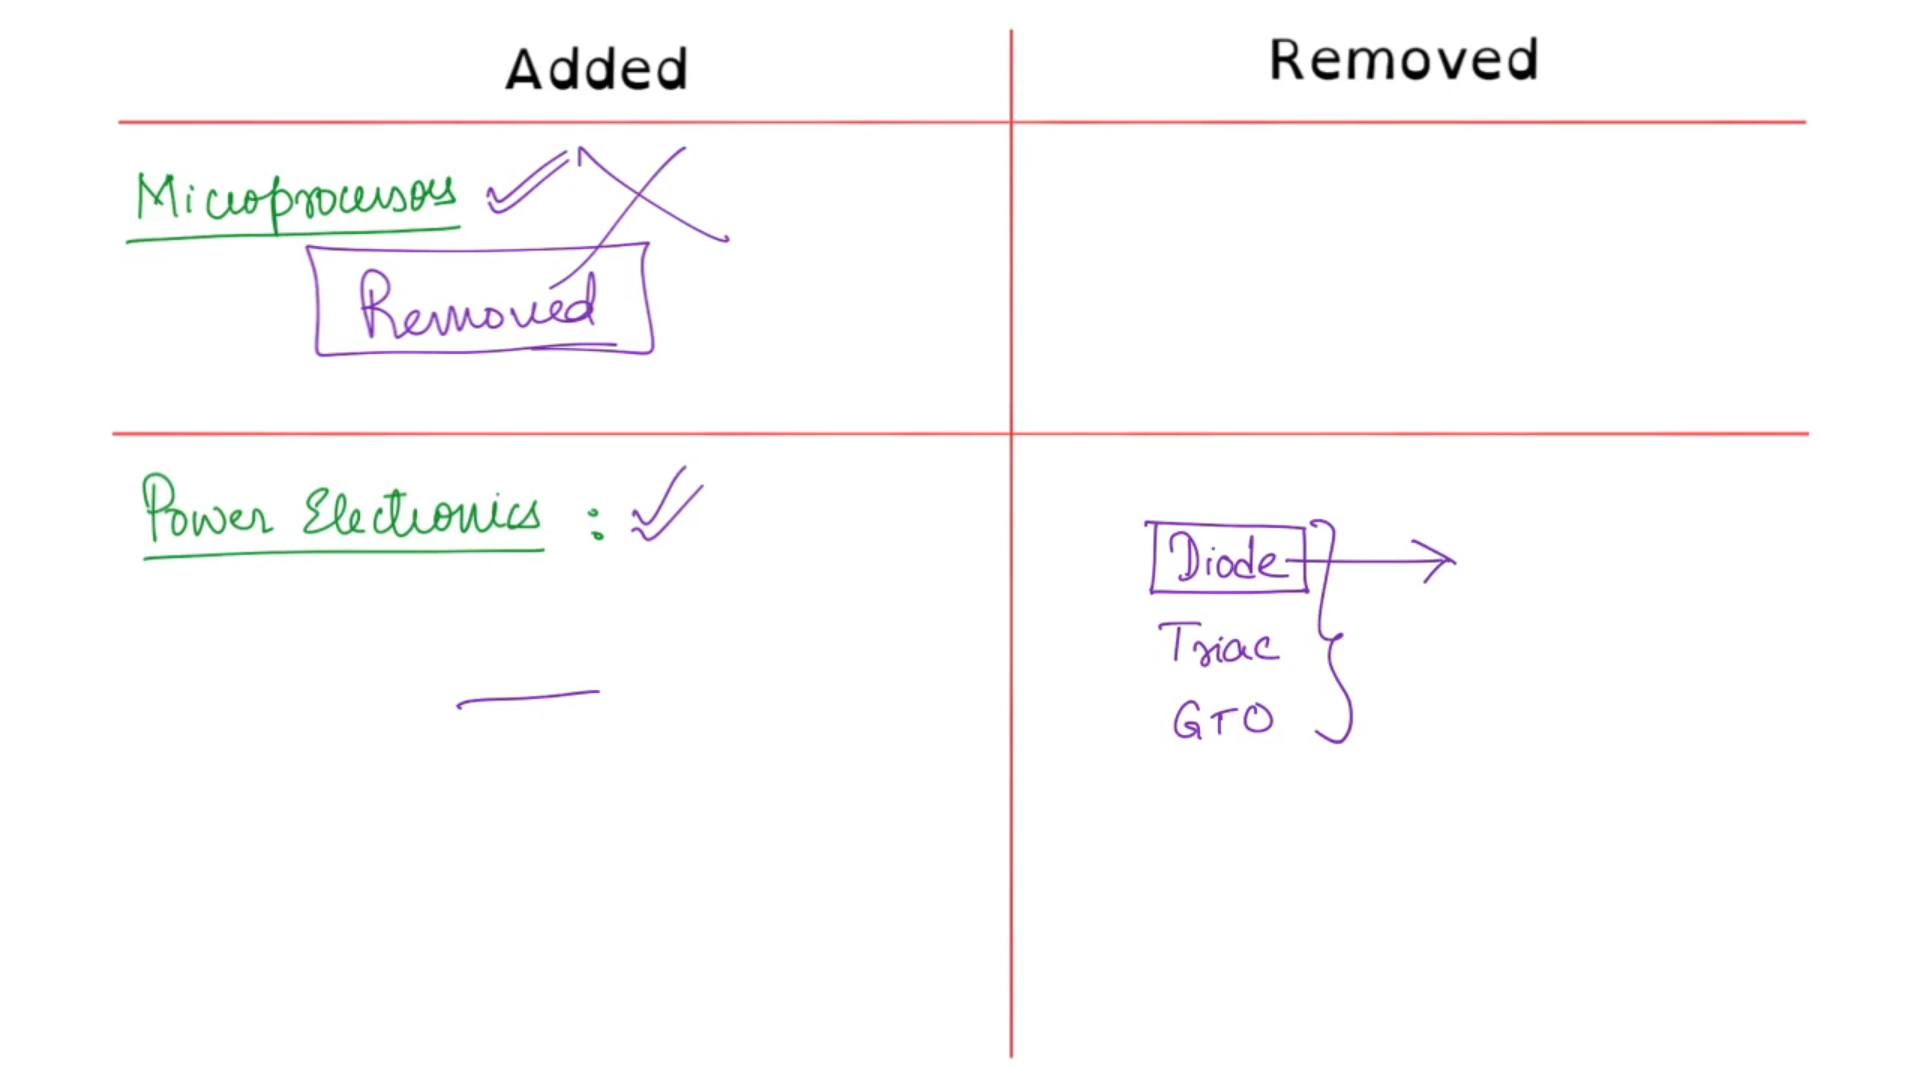 Added
Removed
Microprocessors
Removed
Power Electronics :
Diode
Triac
GTO